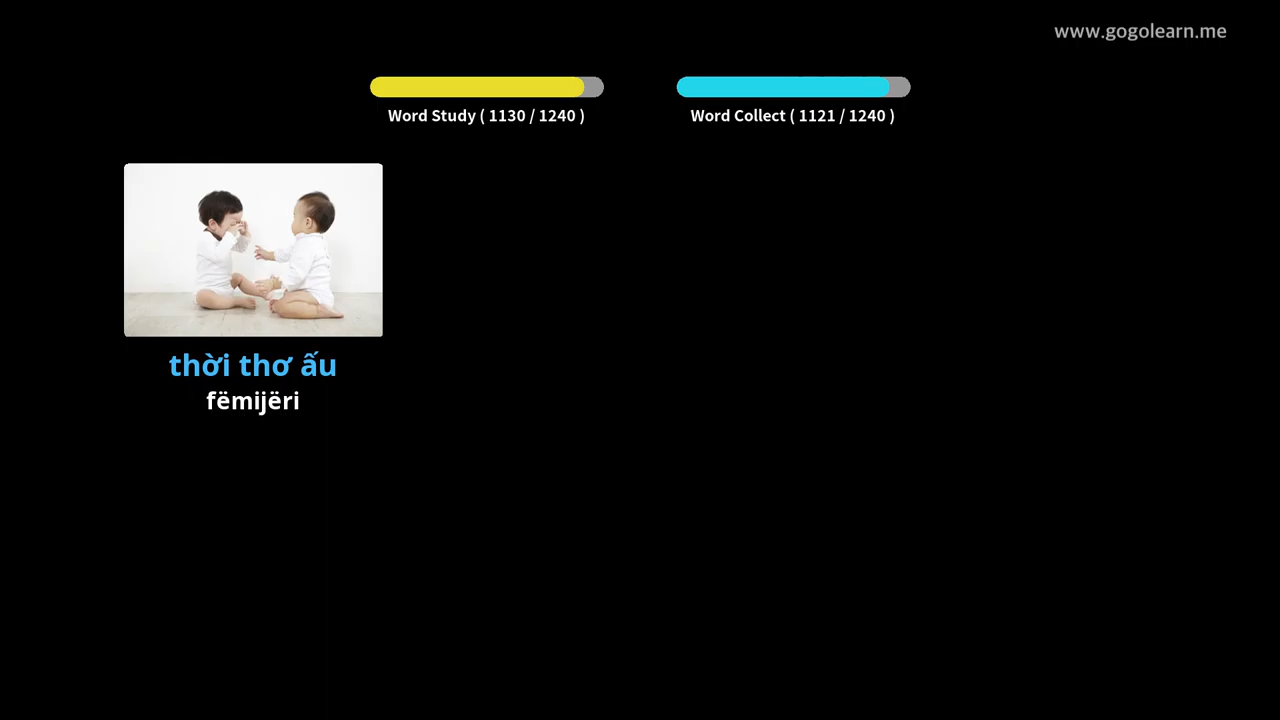 www.gogolearn.me
Word Study ( 1130 / 1240 )
Word Collect ( 1121 / 1240 )
thời thơ ấu
fëmijëri